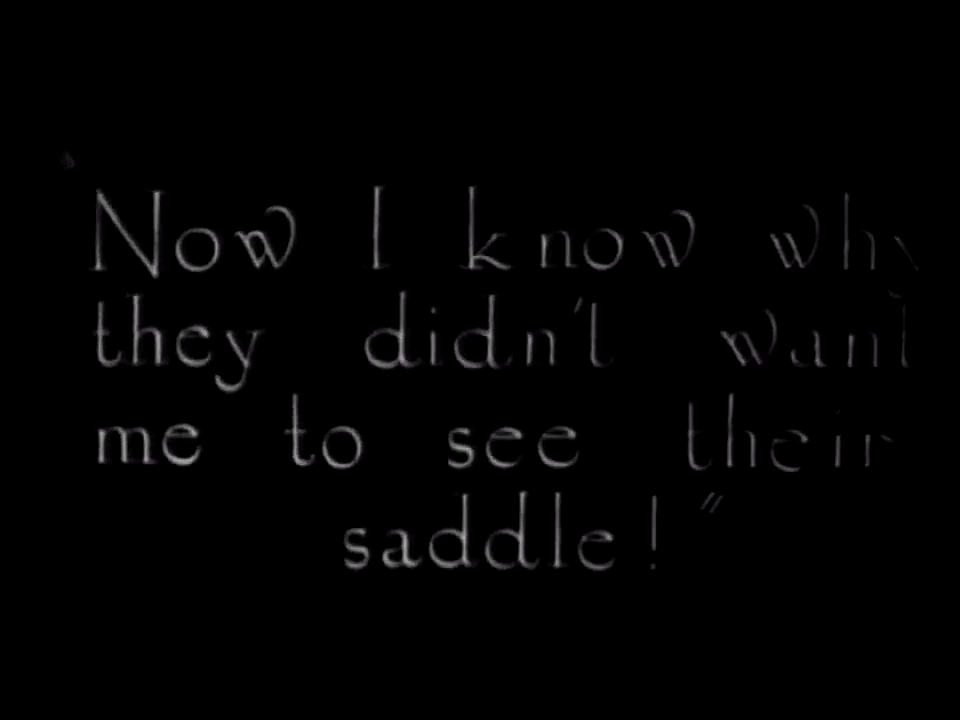 Now I know why
they didn't want
me to see their
saddle!"